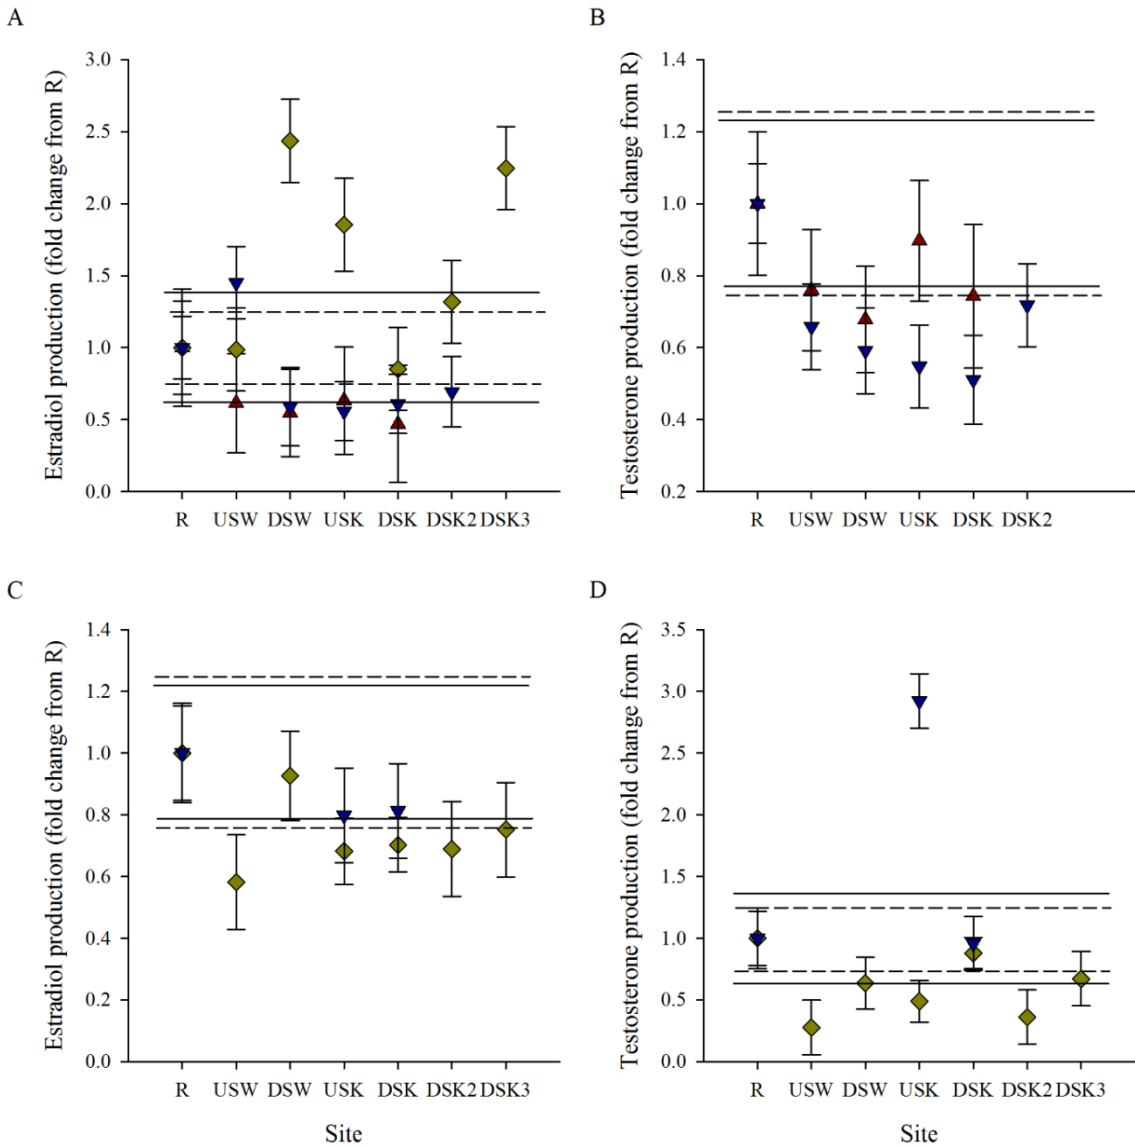 A
Estradiol production (fold change from R)
3.0
2.5
2.0
1.5
1.0
0.5
0.0
R USW DSW USK DSK DSK2 DSK3
B
Testosterone production (fold change from R)
1.4
1.2
1.0
0.8
0.6
0.4
0.2
R USW DSW USK DSK DSK2
C
Estradiol production (fold change from R)
1.4
1.2
1.0
0.8
0.6
0.4
0.2
0.0
R USW DSW USK DSK DSK2 DSK3
Site
D
Testosterone production (fold change from R)
3.5
3.0
2.5
2.0
1.5
1.0
0.5
0.0
R USW DSW USK DSK DSK2 DSK3
Site